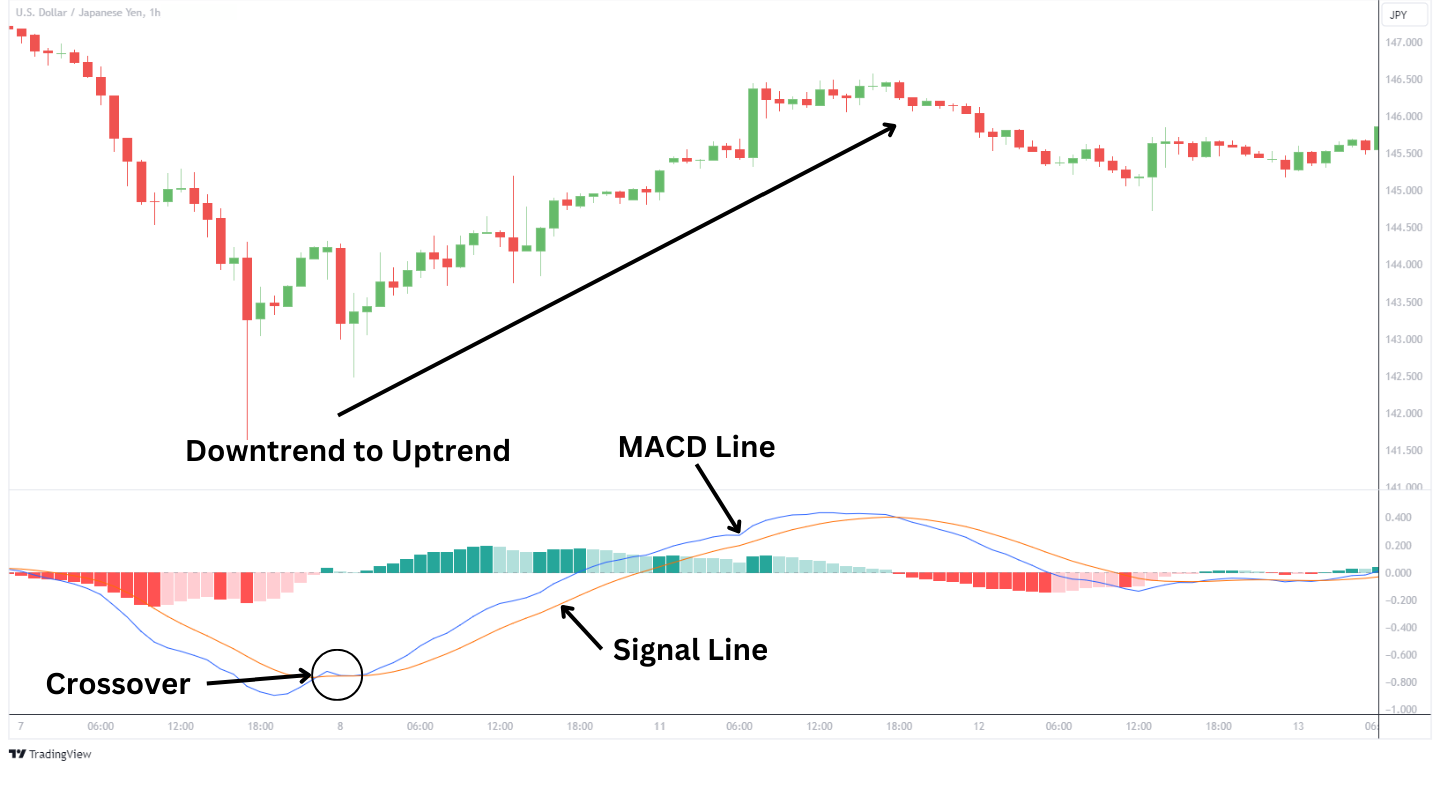 U.S. Dollar / Japanese Yen, 1h
JPY
147.000
146.500
146.000
145.500
145.000
144.500
144.000
143.500
143.000
142.500
142.000
141.500
141.000
Downtrend to Uptrend
MACD Line
Signal Line
Crossover
0.400
0.200
0.000
−0.200
−0.400
−0.600
−0.800
−1.000
7 06:00 12:00 18:00 8 06:00 12:00 18:00 11 06:00 12:00 18:00 12 06:00 12:00 18:00 13 06:
TradingView